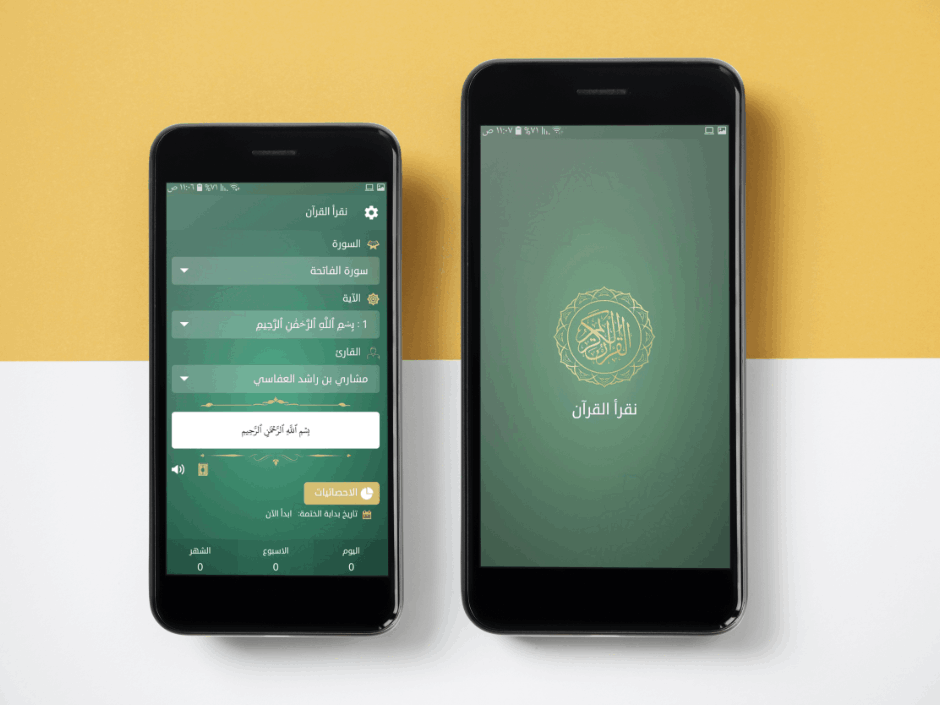 ١١:٠٦ ص ٧١%
نقرأ القرآن
السورة
سورة الفاتحة
الآية
1 : بِسْمِ ٱللَّهِ ٱلرَّحْمَٰنِ ٱلرَّحِيمِ
القارئ
مشاري بن راشد العفاسي
بِسْمِ ٱللَّهِ ٱلرَّحْمَٰنِ ٱلرَّحِيمِ
الاحصائيات
تاريخ بداية الختمة: ابدأ الآن
اليوم الاسبوع الشهر
0 0 0
١١:٠٧ ص ٧١%
القرآن الكريم
نقرأ القرآن